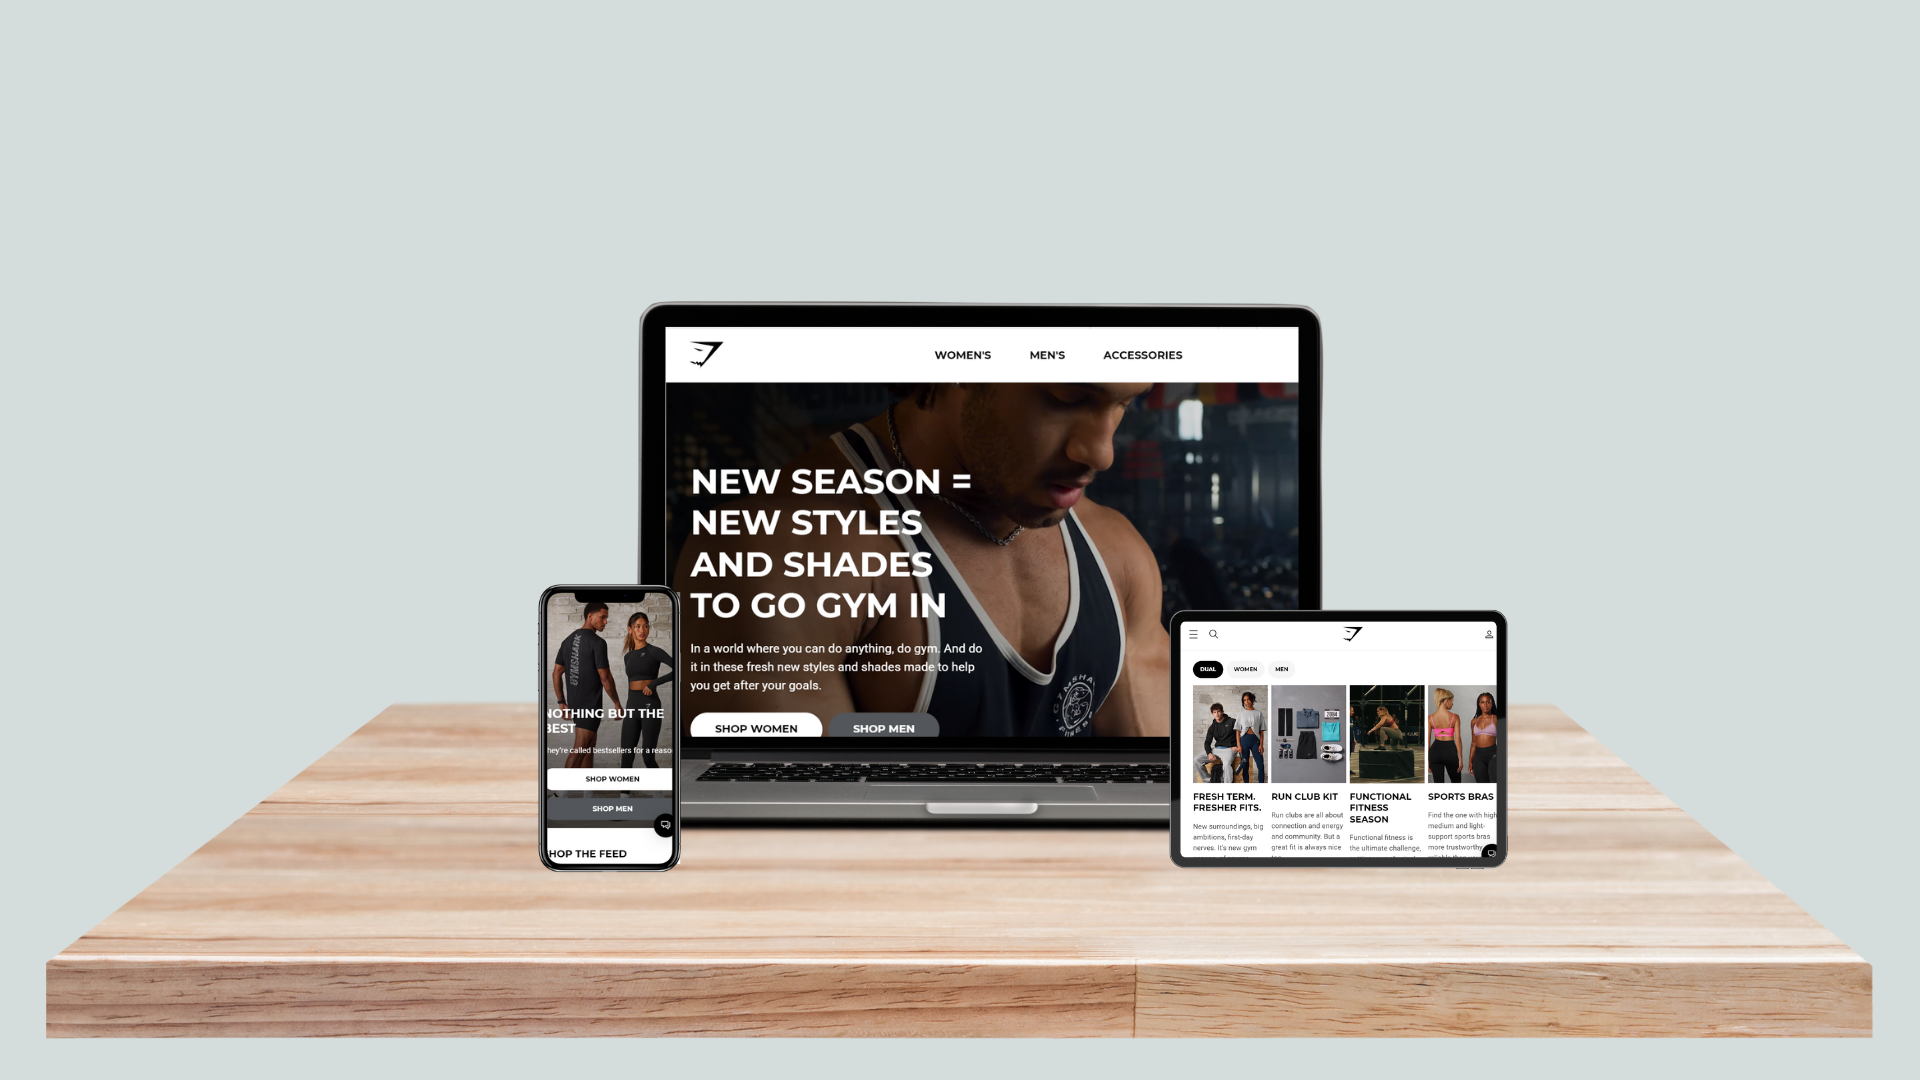 WOMEN'S MEN'S ACCESSORIES
NEW SEASON =
NEW STYLES
AND SHADES
TO GO GYM IN
In a world where you can do anything, do gym. And do
it in these fresh new styles and shades made to help
you get after your goals.
SHOP WOMEN SHOP MEN
GYMSHARK
NOTHING BUT THE
BEST
hey're called bestsellers for a reaso
SHOP WOMEN
SHOP MEN
HOP THE FEED
DUAL WOMEN MEN
FRESH TERM.
FRESHER FITS.
New surroundings, big
ambitions, first-day
nerves. It's new gym
RUN CLUB KIT
Run clubs are all about
connection and energy
and community. But a
great fit is always nice
FUNCTIONAL
FITNESS
SEASON
Functional fitness is
the ultimate challenge,
SPORTS BRAS
Find the one with high
medium and light-
support sports bras
more trustworthy,